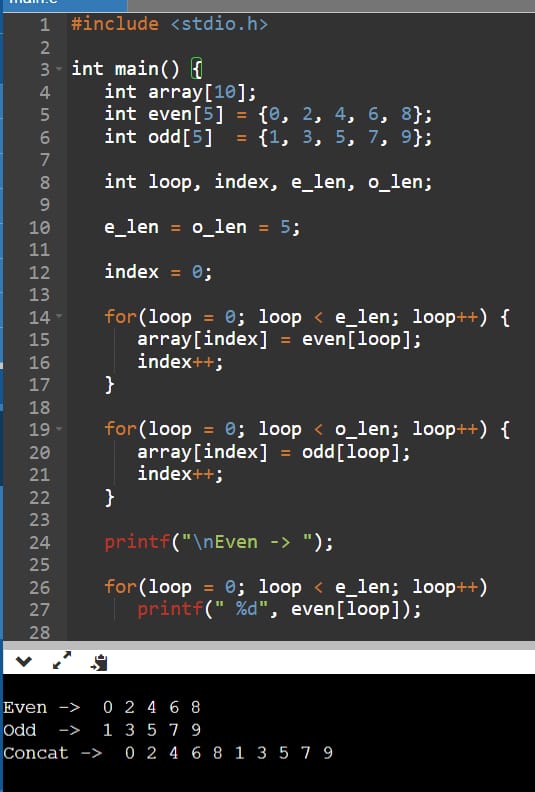 main.c
1 #include <stdio.h>
2
3 int main() {
4 int array[10];
5 int even[5] = {0, 2, 4, 6, 8};
6 int odd[5]  = {1, 3, 5, 7, 9};
7
8 int loop, index, e_len, o_len;
9
10 e_len = o_len = 5;
11
12 index = 0;
13
14 for(loop = 0; loop < e_len; loop++) {
15 array[index] = even[loop];
16 index++;
17 }
18
19 for(loop = 0; loop < o_len; loop++) {
20 array[index] = odd[loop];
21 index++;
22 }
23
24 printf("\nEven -> ");
25
26 for(loop = 0; loop < e_len; loop++)
27 printf(" %d", even[loop]);
28
Even ->  0 2 4 6 8
Odd  ->  1 3 5 7 9
Concat ->  0 2 4 6 8 1 3 5 7 9